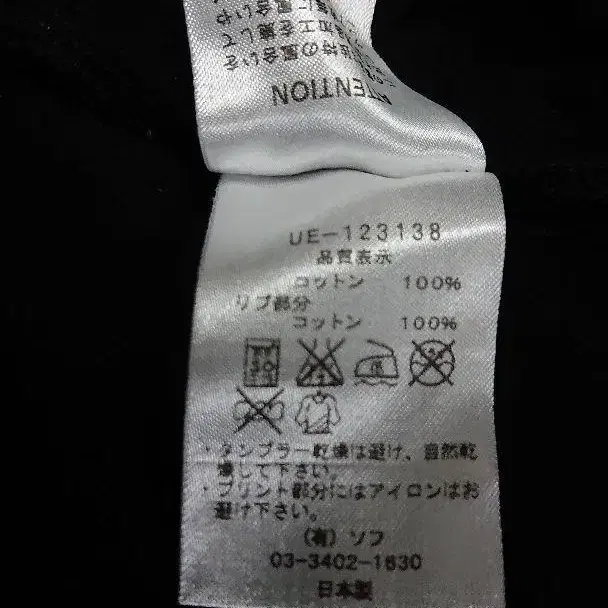 ATTENTION
UE-123138
品質表示
コットン 100%
リブ部分
コットン 100%
・タンブラー乾燥は避け、自然乾
燥して下さい。
・プリント部分にはアイロンはお
避け下さい。
(有)ソフ
03-3402-1630
日本製